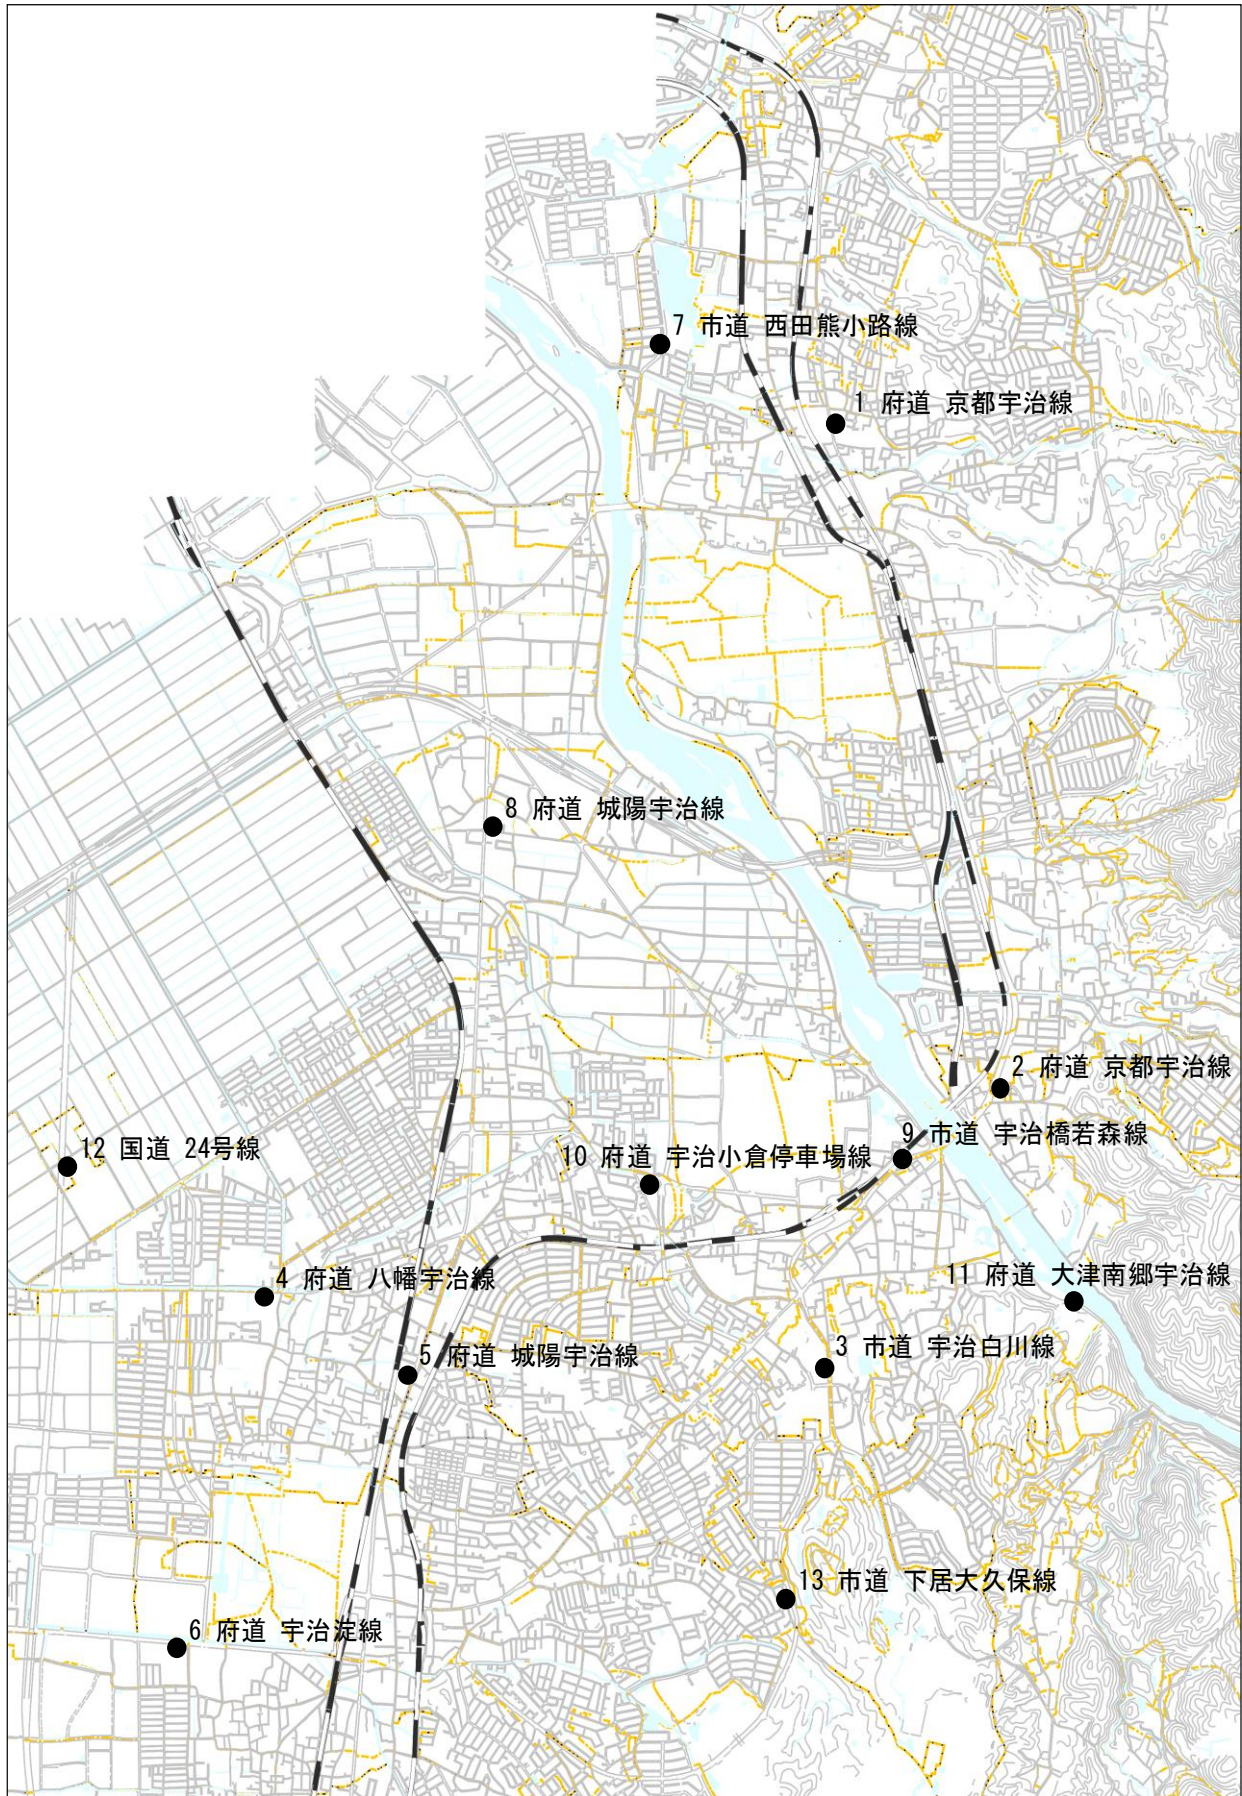 7 市道 西田熊小路線
1 府道 京都宇治線
8 府道 城陽宇治線
2 府道 京都宇治線
9 市道 宇治橋若森線
12 国道 24号線
10 府道 宇治小倉停車場線
11 府道 大津南郷宇治線
4 府道 八幡宇治線
5 府道 城陽宇治線
3 市道 宇治白川線
13 市道 下居大久保線
6 府道 宇治淀線